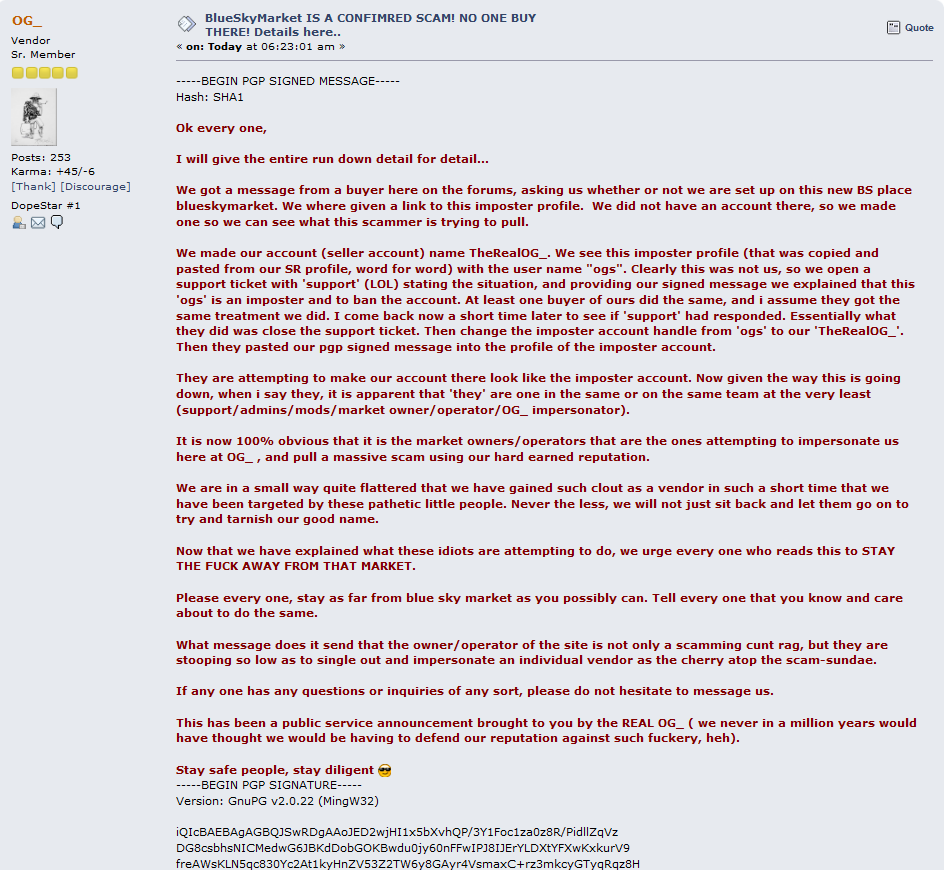 OG_
Vendor
Sr. Member
Posts: 253
Karma: +45/-6
[Thank] [Discourage]
DopeStar #1
BlueSkyMarket IS A CONFIMRED SCAM! NO ONE BUY
THERE! Details here..
« on: Today at 06:23:01 am »
Quote
-----BEGIN PGP SIGNED MESSAGE-----
Hash: SHA1
Ok every one,
I will give the entire run down detail for detail...
We got a message from a buyer here on the forums, asking us whether or not we are set up on this new BS place
blueskymarket. We where given a link to this imposter profile.  We did not have an account there, so we made
one so we can see what this scammer is trying to pull.
We made our account (seller account) name TheRealOG_. We see this imposter profile (that was copied and
pasted from our SR profile, word for word) with the user name "ogs". Clearly this was not us, so we open a
support ticket with 'support' (LOL) stating the situation, and providing our signed message we explained that this
'ogs' is an imposter and to ban the account. At least one buyer of ours did the same, and i assume they got the
same treatment we did. I come back now a short time later to see if 'support' had responded. Essentially what
they did was close the support ticket. Then change the imposter account handle from 'ogs' to our 'TheRealOG_'.
Then they pasted our pgp signed message into the profile of the imposter account.
They are attempting to make our account there look like the imposter account. Now given the way this is going
down, when i say they, it is apparent that 'they' are one in the same or on the same team at the very least
(support/admins/mods/market owner/operator/OG_ impersonator).
It is now 100% obvious that it is the market owners/operators that are the ones attempting to impersonate us
here at OG_ , and pull a massive scam using our hard earned reputation.
We are in a small way quite flattered that we have gained such clout as a vendor in such a short time that we
have been targeted by these pathetic little people. Never the less, we will not just sit back and let them go on to
try and tarnish our good name.
Now that we have explained what these idiots are attempting to do, we urge every one who reads this to STAY
THE FUCK AWAY FROM THAT MARKET.
Please every one, stay as far from blue sky market as you possibly can. Tell every one that you know and care
about to do the same.
What message does it send that the owner/operator of the site is not only a scamming cunt rag, but they are
stooping so low as to single out and impersonate an individual vendor as the cherry atop the scam-sundae.
If any one has any questions or inquiries of any sort, please do not hesitate to message us.
This has been a public service announcement brought to you by the REAL OG_ ( we never in a million years would
have thought we would be having to defend our reputation against such fuckery, heh).
Stay safe people, stay diligent
-----BEGIN PGP SIGNATURE-----
Version: GnuPG v2.0.22 (MingW32)
iQIcBAEBAgAGBQJSwRDgAAoJED2wjHI1x5bXvhQP/3Y1Foc1za0z8R/PidllZqVz
DG8csbhsNICMedwG6JBKdDobGOKBwdu0jy60nFFwIPJ8IJErYLDXtYFXwKxkurV9
freAWsKLN5qc830Yc2At1kyHnZV53Z2TW6y8GAyr4VsmaxC+rz3mkcyGTyqRqz8H